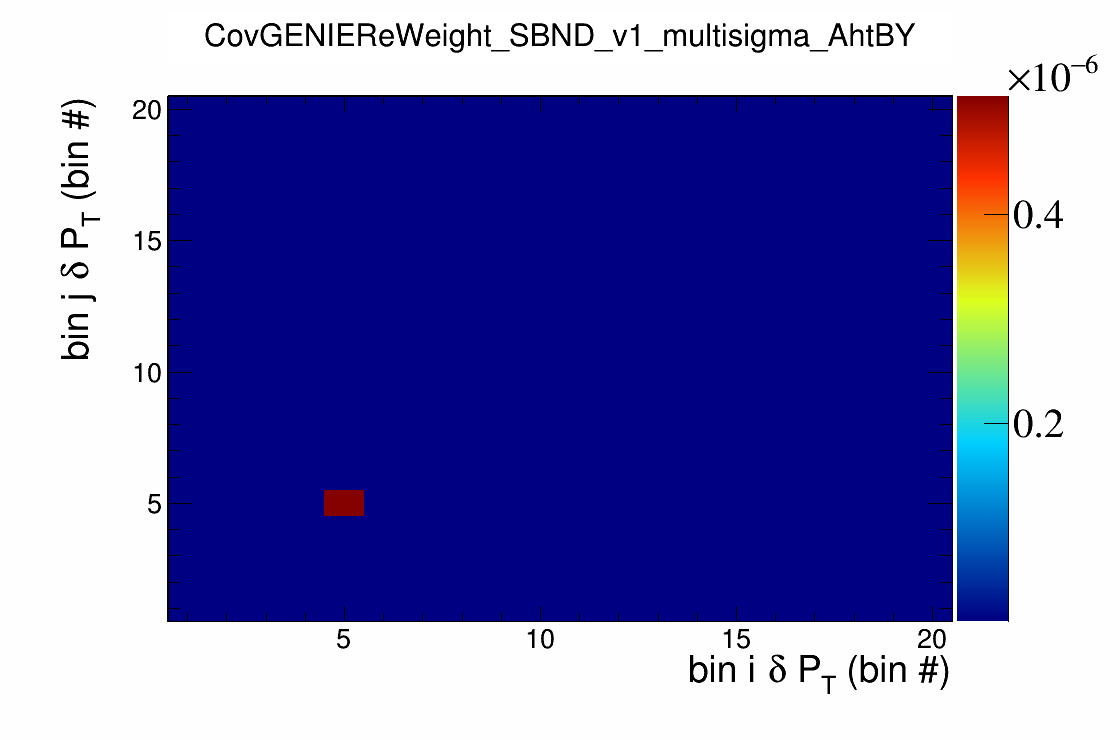 CovGENIEReWeight_SBND_v1_multisigma_AhtBY
×10⁻⁶
bin j δ P_T (bin #)
20
15
10
5
0.4
0.2
5 10 15 20
bin i δ P_T (bin #)